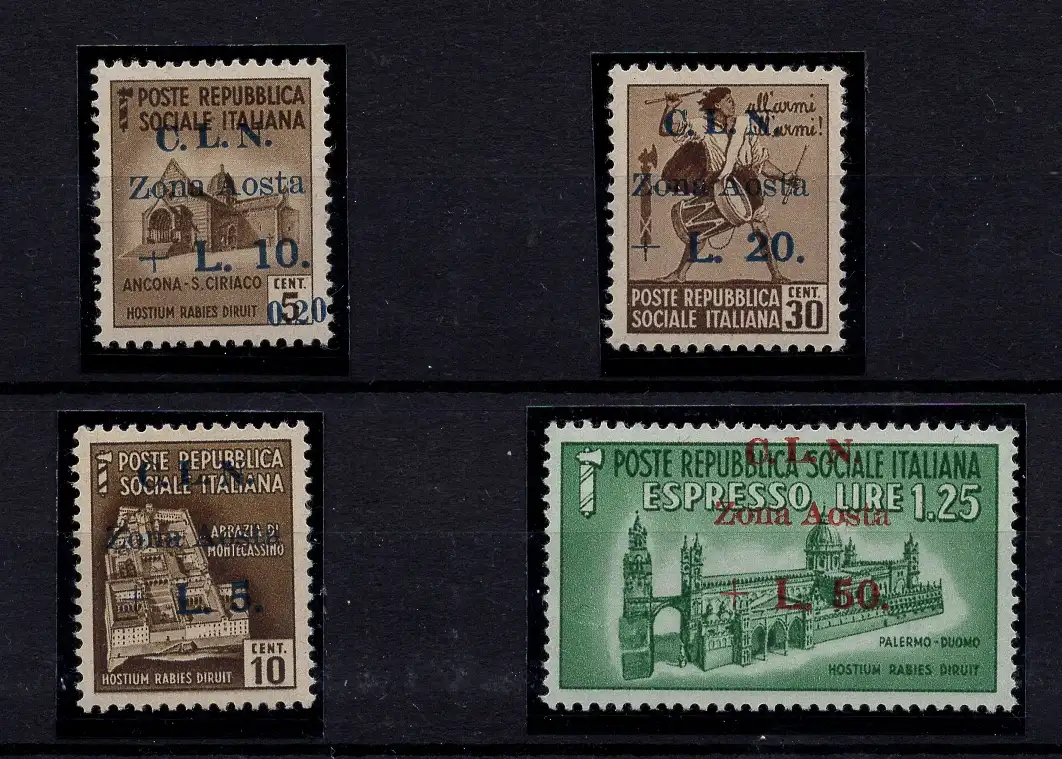 POSTE REPUBBLICA
SOCIALE ITALIANA
C. L. N.
Zona Aosta
+ L. 10.
ANCONA - S. CIRIACO
CENT.
5
HOSTIUM RABIES DIRUIT
0.20
all'armi
all'armi!
C. L. N.
Zona Aosta
+ L. 20.
POSTE REPUBBLICA
SOCIALE ITALIANA
CENT.
30
POSTE REPUBBLICA
SOCIALE ITALIANA
C. L. N.
ABBAZIA DI
MONTECASSINO
Zona Aosta
L. 5.
CENT.
10
HOSTIUM RABIES DIRUIT
C. L. N.
POSTE REPUBBLICA SOCIALE ITALIANA
ESPRESSO LIRE 1.25
Zona Aosta
+ L. 50.
PALERMO - DUOMO
HOSTIUM RABIES DIRUIT